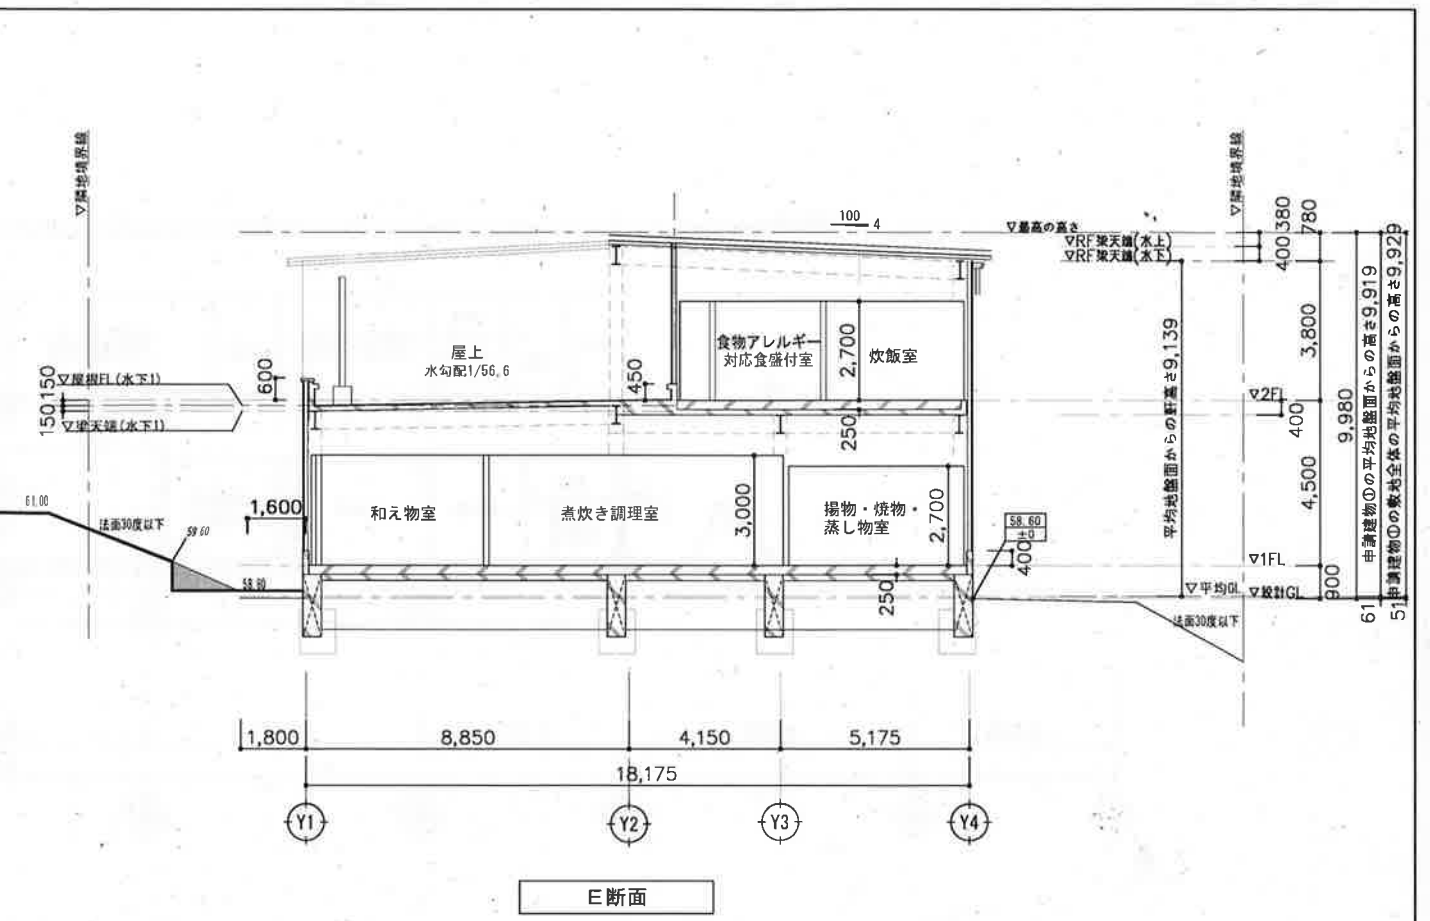 ▽隣地境界線
▽隣地境界線
100
4
▽最高の高さ
▽RF梁天端(水上)
▽RF梁天端(水下)
380
400
780
申請建物①の敷地全体の平均地盤面からの高さ9,929
申請建物①の平均地盤面からの高さ9,919
9,980
3,800
平均地盤面からの軒高さ9,139
食物アレルギー
対応食盛付室
2,700
炊飯室
屋上
水勾配1/56.6
600
450
150
150
▽屋根FL(水下1)
▽梁天端(水下1)
▽2FL
400
250
4,500
61.00
法面30度以下
59.60
1,600
和え物室
煮炊き調理室
3,000
揚物・焼物・
蒸し物室
2,700
58.60
±0
400
▽1FL
58.60
250
▽平均GL
▽設計GL
900
61
51
法面30度以下
1,800
8,850
4,150
5,175
18,175
Y1
Y2
Y3
Y4
E断面